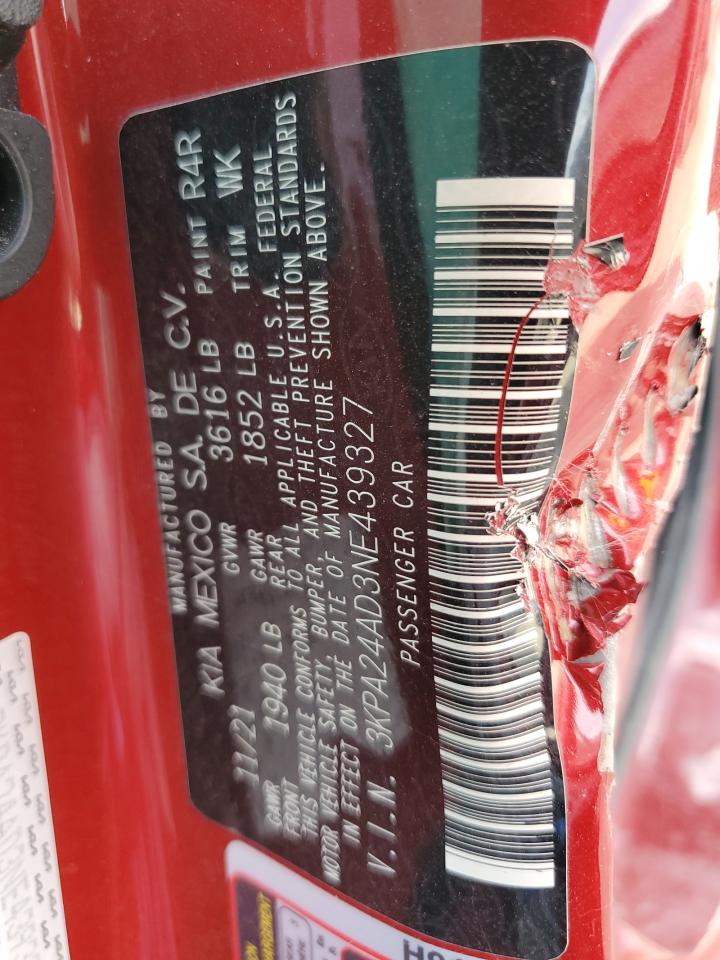 MANUFACTURED BY
KIA MEXICO S.A. DE C.V.
11/21 GVWR 3616 LB PAINT R4R
GAWR FRONT 1940 LB GAWR REAR 1852 LB TRIM WK
THIS VEHICLE CONFORMS TO ALL APPLICABLE U.S.A. FEDERAL
MOTOR VEHICLE SAFETY, BUMPER, AND THEFT PREVENTION STANDARDS
IN EFFECT ON THE DATE OF MANUFACTURE SHOWN ABOVE.
V.I.N. 3KPA24AD3NE439327
PASSENGER CAR